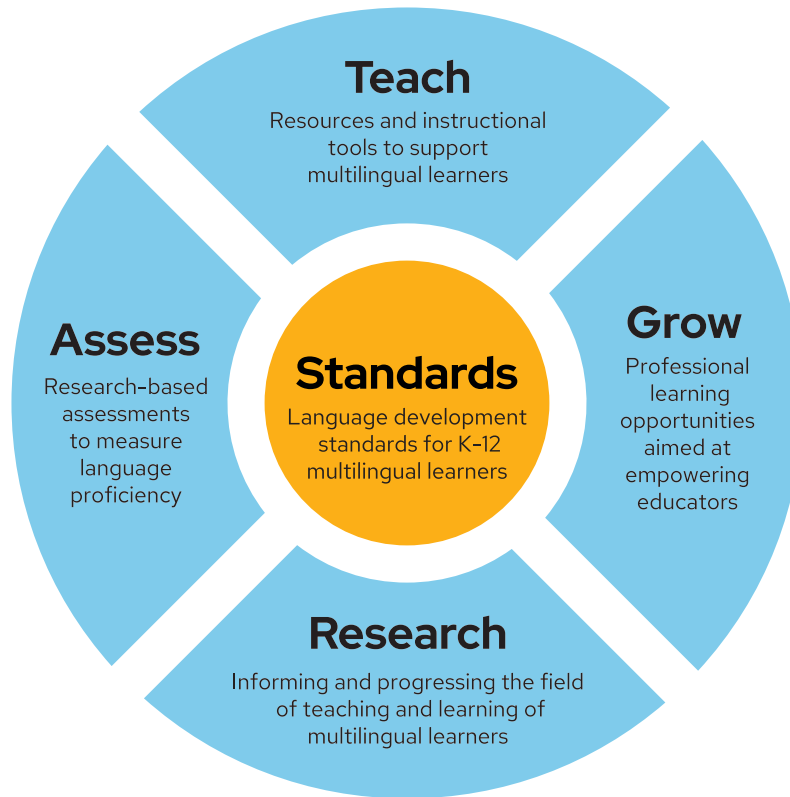 Teach
Resources and instructional
tools to support
multilingual learners
Assess
Research-based
assessments
to measure
language
proficiency
Standards
Language development
standards for K-12
multilingual learners
Grow
Professional
learning
opportunities
aimed at
empowering
educators
Research
Informing and progressing the field
of teaching and learning of
multilingual learners